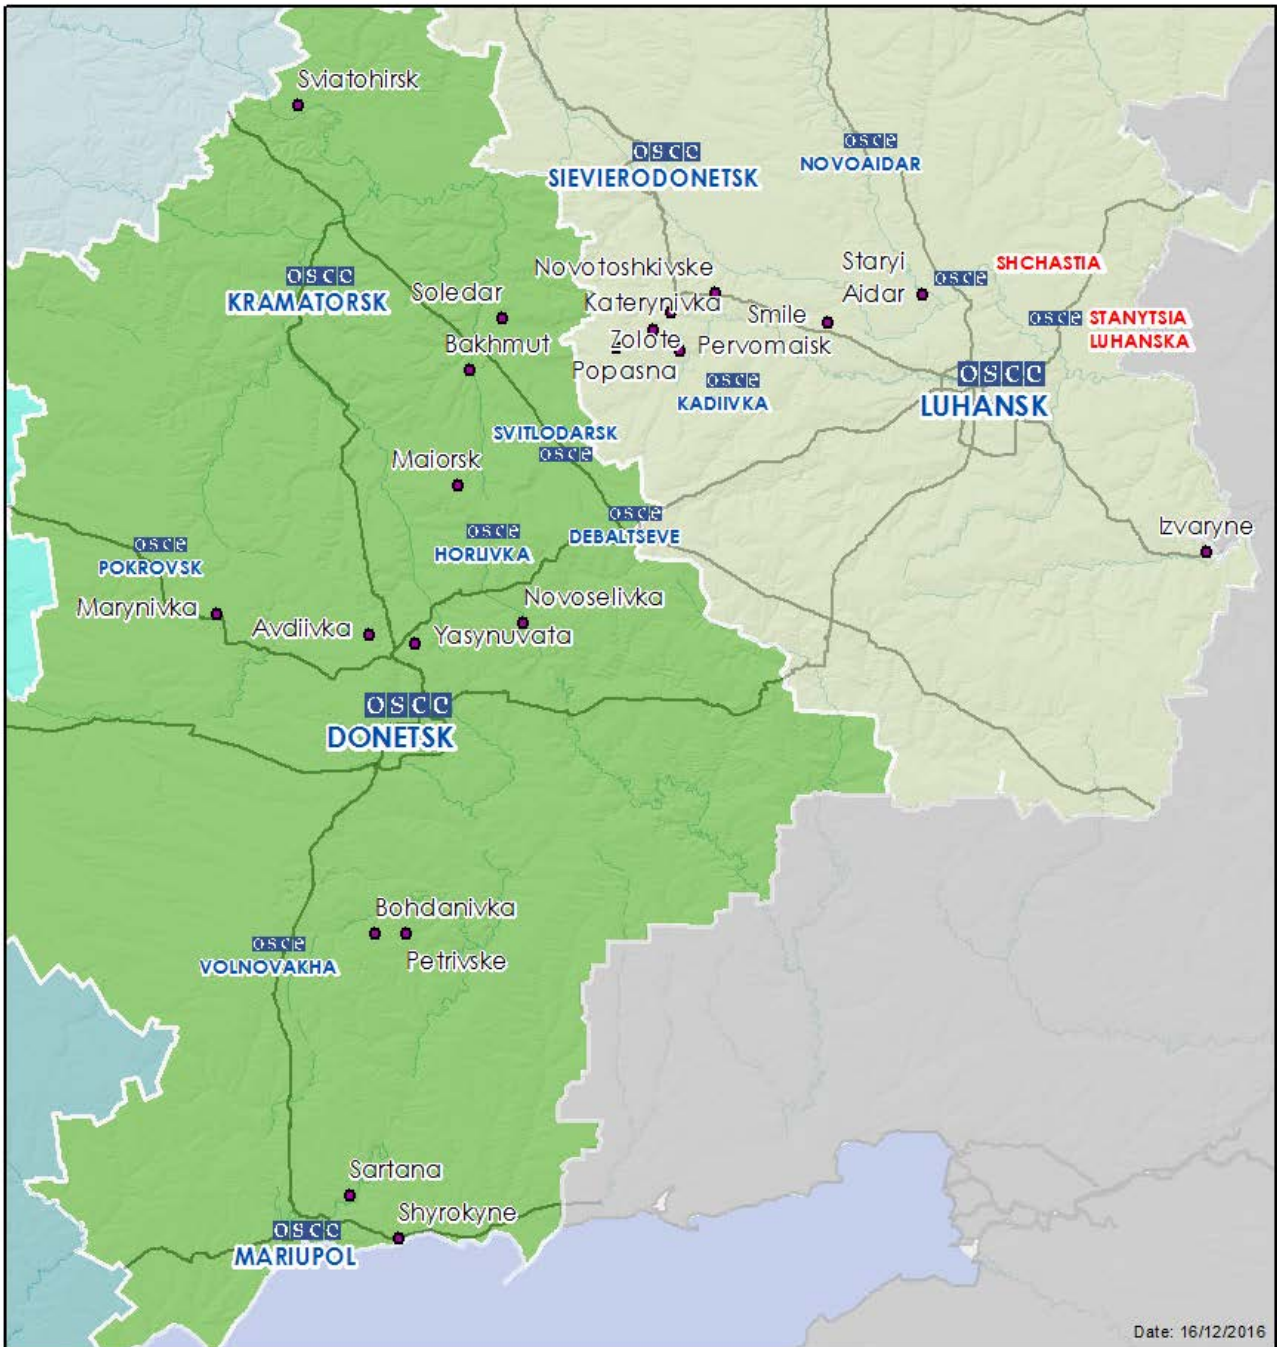 Sviatohirsk
osce
SIEVIERODONETSK
osce
NOVOAIDAR
osce
KRAMATORSK
Soledar
Bakhmut
Novotoshkivske
Katerynivka
Zolote
Popasna
Pervomaisk
Smile
Staryi
Aidar
osce
SHCHASTIA
osce
STANYTSIA
LUHANSKA
osce
KADIIVKA
osce
LUHANSK
SVITLODARSK
osce
Maiorsk
osce
HORLIVKA
osce
DEBALTSEVE
Izvaryne
osce
POKROVSK
Marynivka
Avdiivka
Yasynuvata
Novoselivka
osce
DONETSK
Bohdanivka
Petrivske
osce
VOLNOVAKHA
Sartana
Shyrokyne
osce
MARIUPOL
Date: 16/12/2016